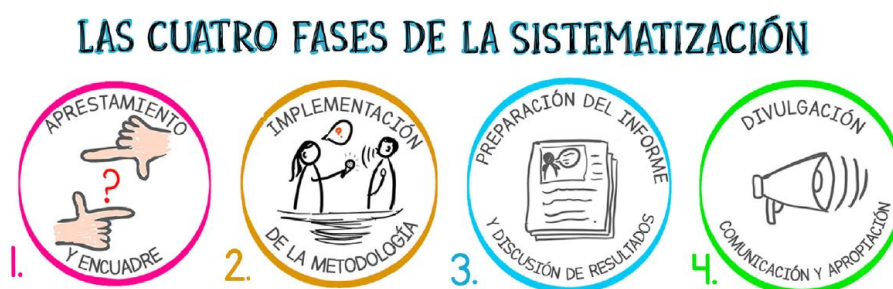 LAS CUATRO FASES DE LA SISTEMATIZACIÓN
APRESTAMIENTO
?
Y ENCUADRE
1.
IMPLEMENTACIÓN
?
DE LA METODOLOGÍA
2.
PREPARACIÓN DEL INFORME
Y DISCUSIÓN DE RESULTADOS
3.
DIVULGACIÓN
COMUNICACIÓN Y APROPIACIÓN
4.